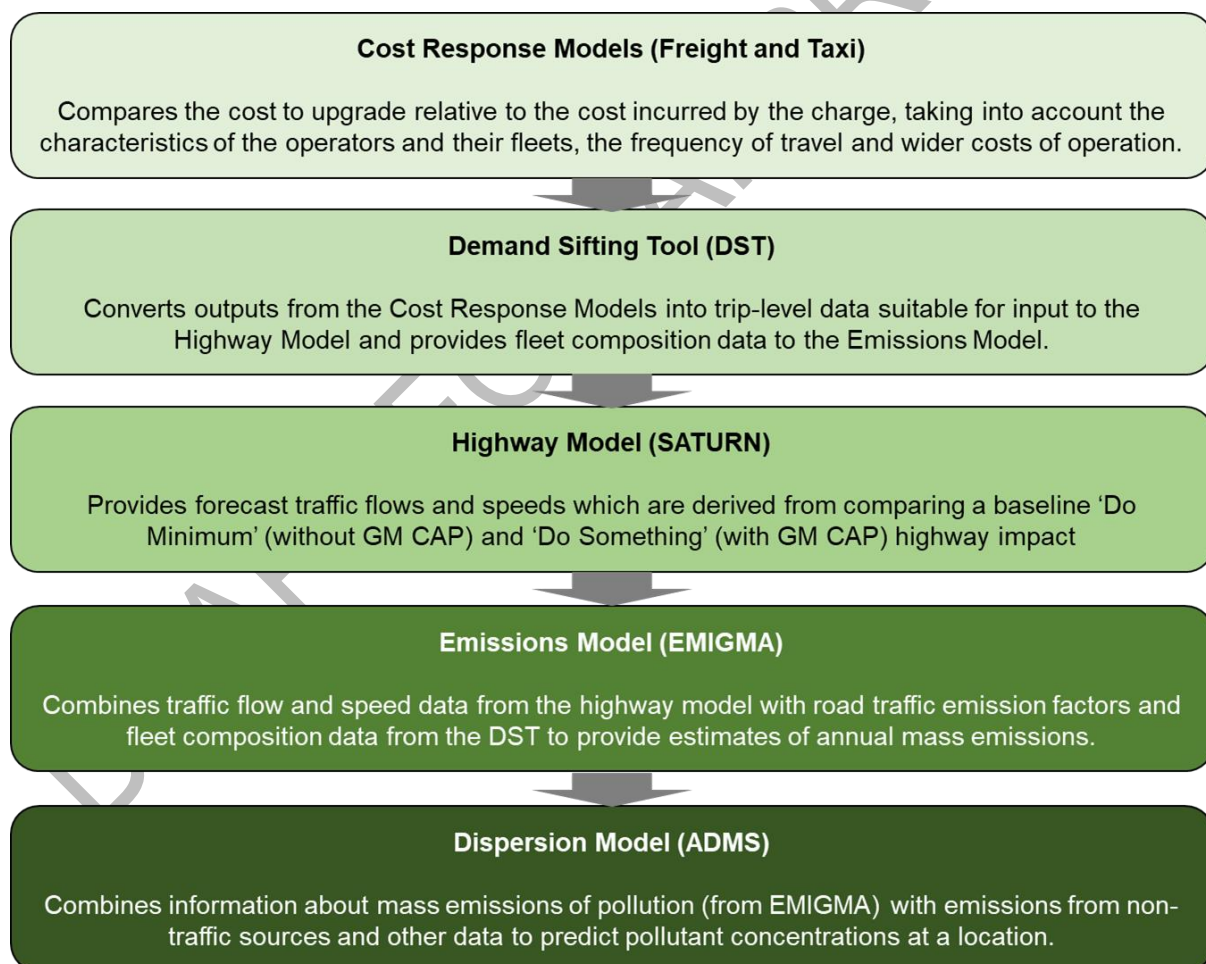 Cost Response Models (Freight and Taxi)
Compares the cost to upgrade relative to the cost incurred by the charge, taking into account the
characteristics of the operators and their fleets, the frequency of travel and wider costs of operation.
Demand Sifting Tool (DST)
Converts outputs from the Cost Response Models into trip-level data suitable for input to the
Highway Model and provides fleet composition data to the Emissions Model.
Highway Model (SATURN)
Provides forecast traffic flows and speeds which are derived from comparing a baseline ‘Do
Minimum’ (without GM CAP) and ‘Do Something’ (with GM CAP) highway impact
Emissions Model (EMIGMA)
Combines traffic flow and speed data from the highway model with road traffic emission factors and
fleet composition data from the DST to provide estimates of annual mass emissions.
Dispersion Model (ADMS)
Combines information about mass emissions of pollution (from EMIGMA) with emissions from non-
traffic sources and other data to predict pollutant concentrations at a location.